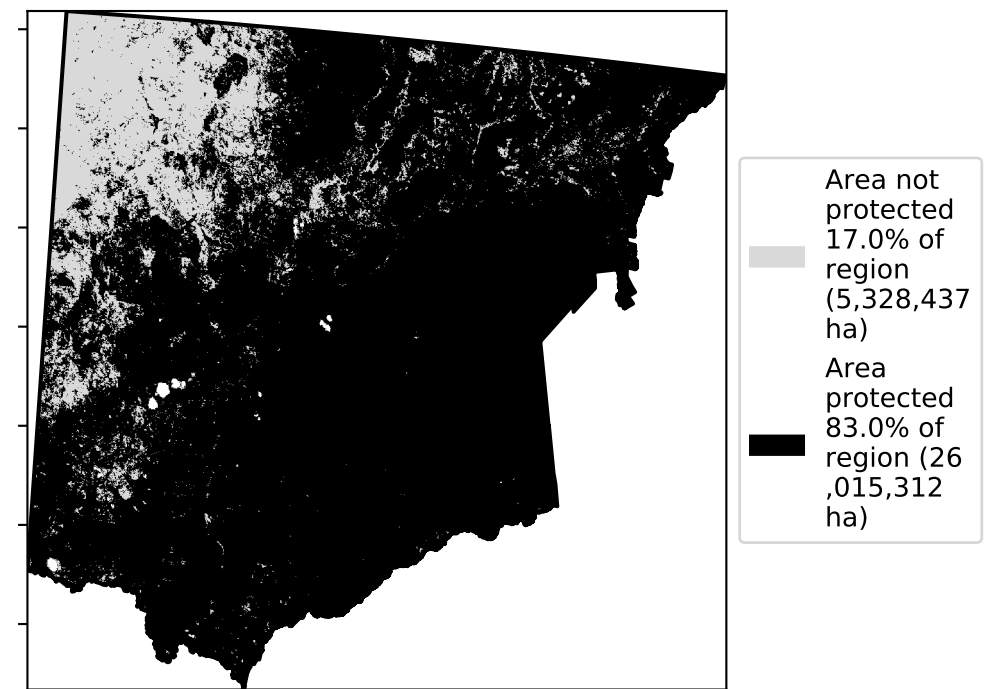 Area not
protected
17.0% of
region
(5,328,437
ha)
Area
protected
83.0% of
region (26
,015,312
ha)